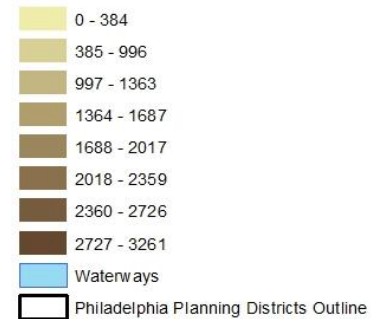 0 - 384
385 - 996
997 - 1363
1364 - 1687
1688 - 2017
2018 - 2359
2360 - 2726
2727 - 3261
Waterways
Philadelphia Planning Districts Outline